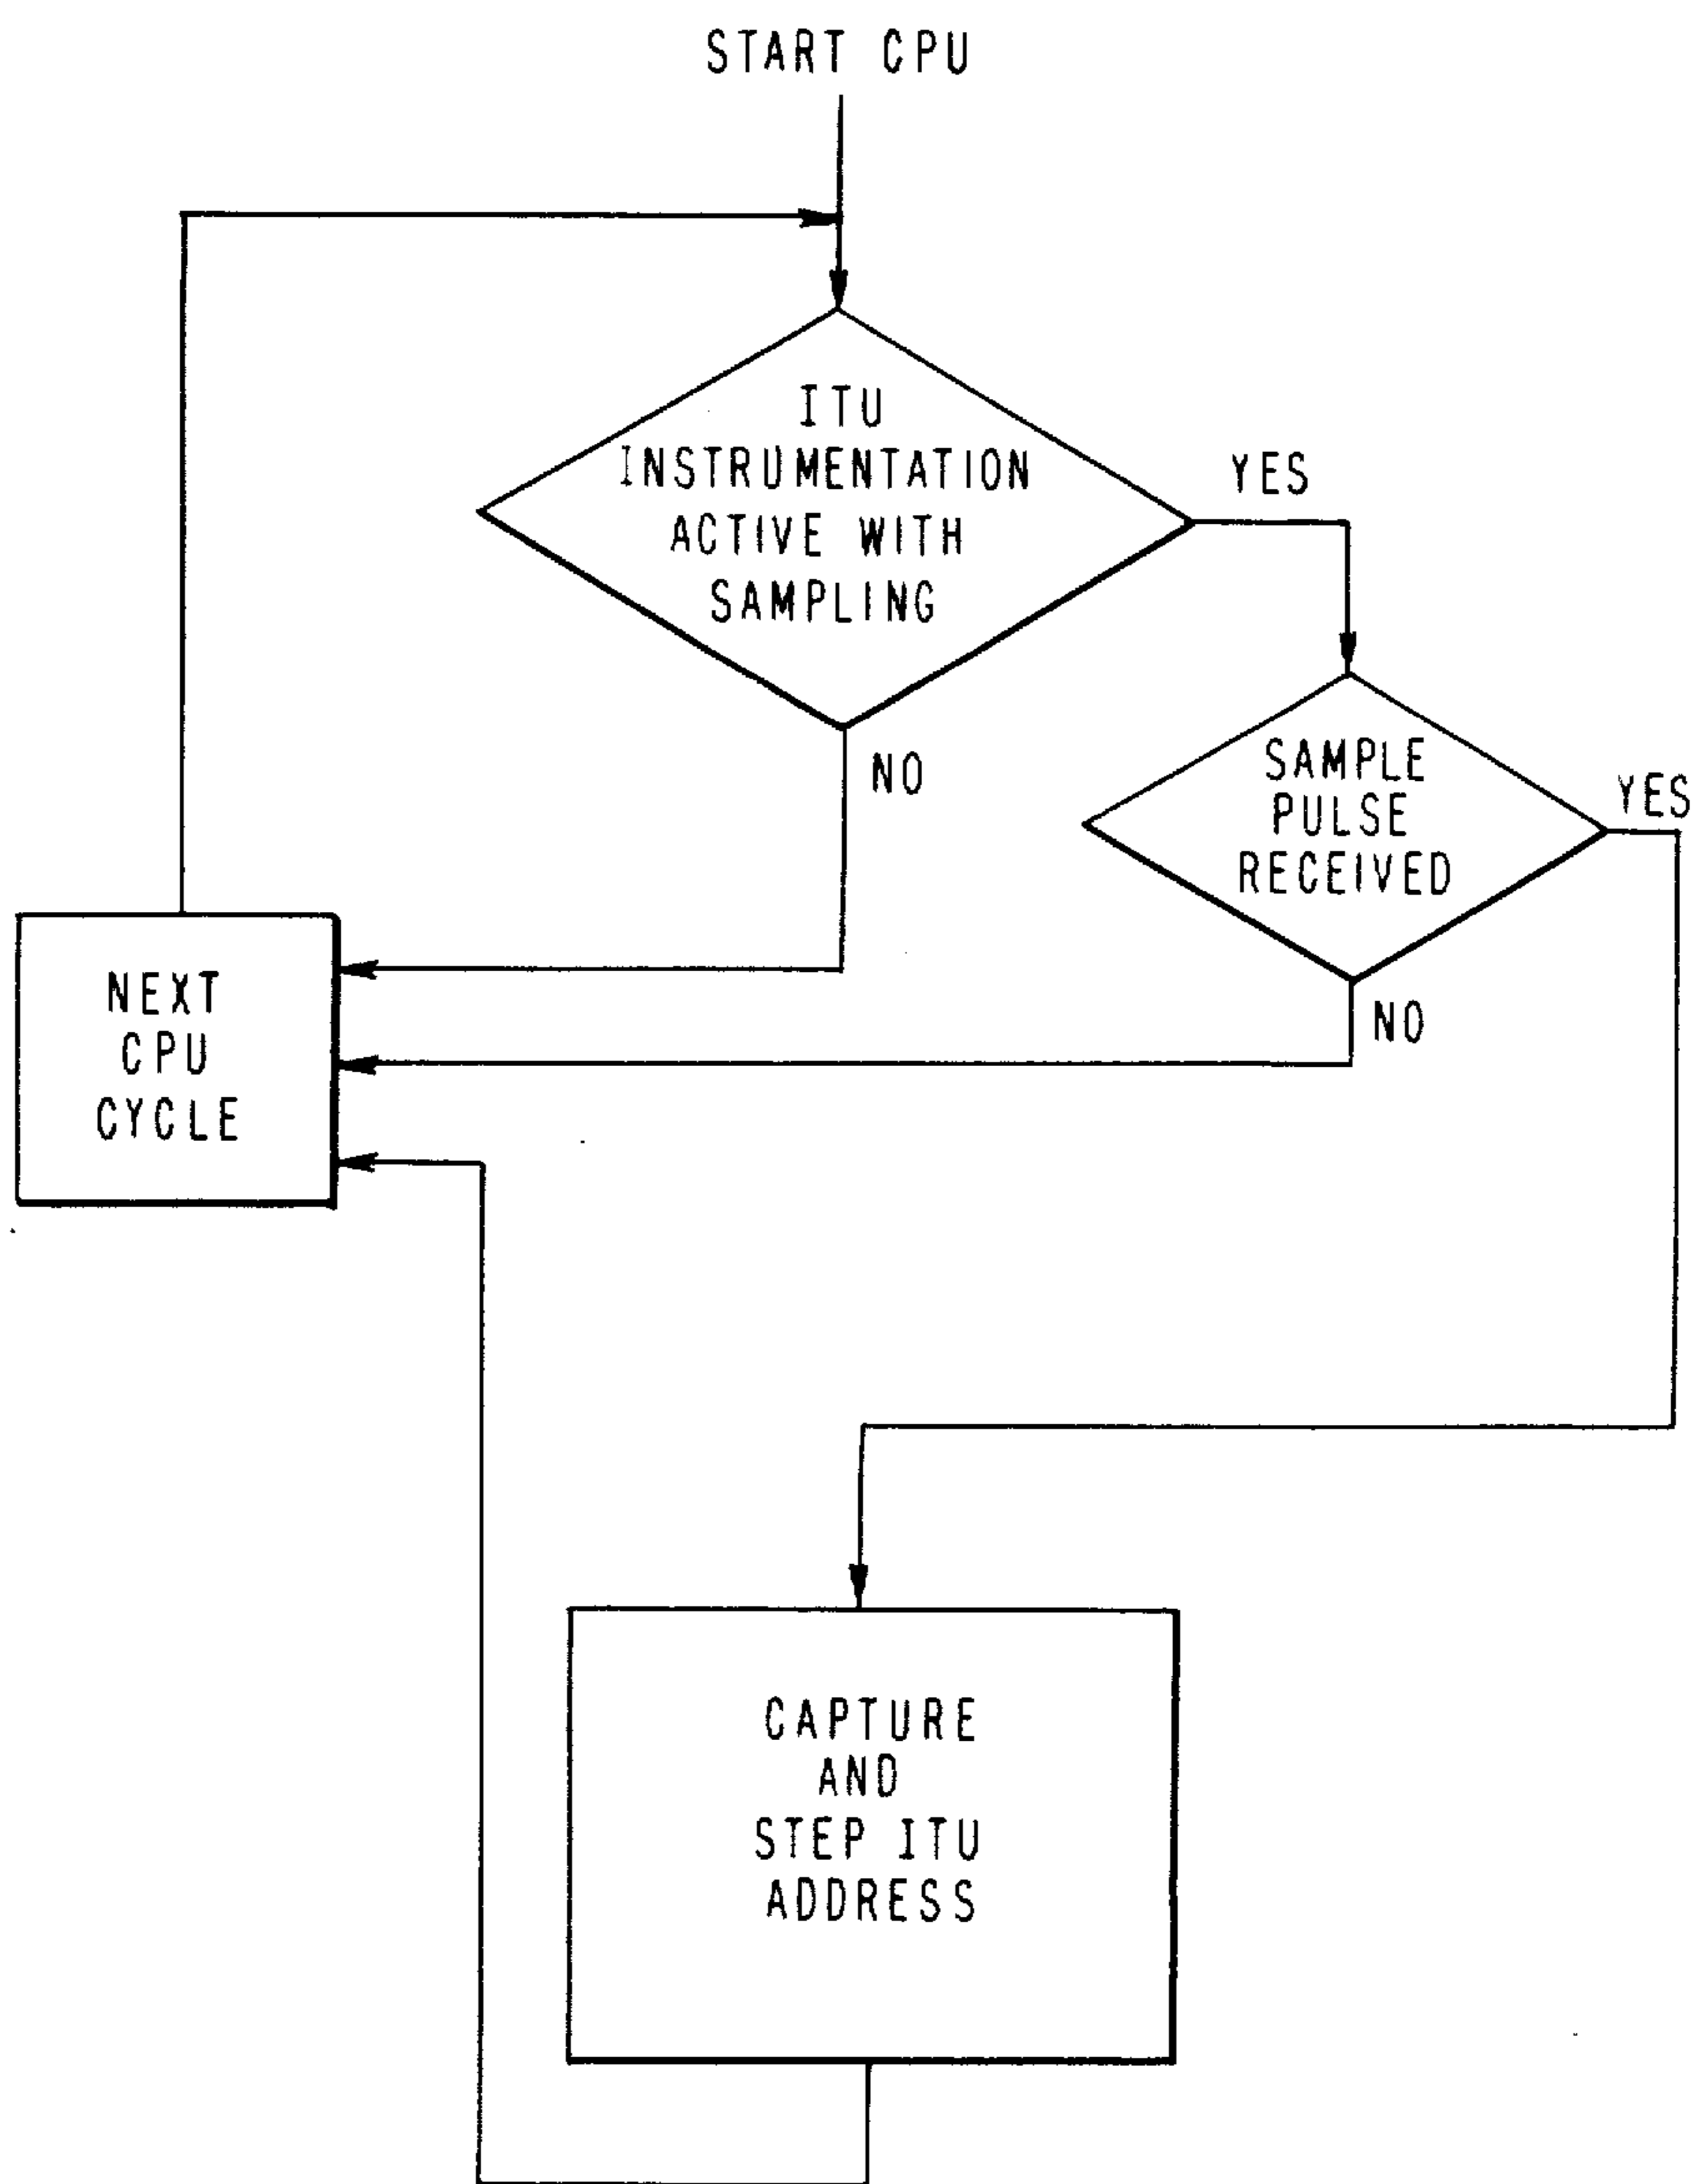 START CPU
ITU
INSTRUMENTATION
ACTIVE WITH
SAMPLING
YES
NO
SAMPLE
PULSE
RECEIVED
YES
NO
NEXT
CPU
CYCLE
CAPTURE
AND
STEP ITU
ADDRESS